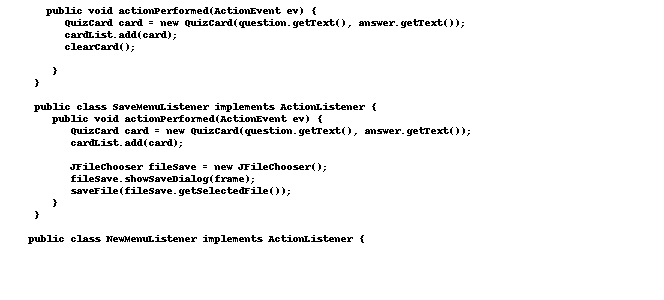 public void actionPerformed(ActionEvent ev) {
QuizCard card = new QuizCard(question.getText(), answer.getText());
cardList.add(card);
clearCard();
}
}
public class SaveMenuListener implements ActionListener {
public void actionPerformed(ActionEvent ev) {
QuizCard card = new QuizCard(question.getText(), answer.getText());
cardList.add(card);
JFileChooser fileSave = new JFileChooser();
fileSave.showSaveDialog(frame);
saveFile(fileSave.getSelectedFile());
}
}
public class NewMenuListener implements ActionListener {